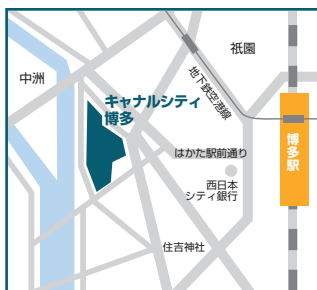 祇園
中洲
地下鉄空港線
キャナルシティ
博多
はかた駅前通り
博多駅
西日本
シティ銀行
住吉神社